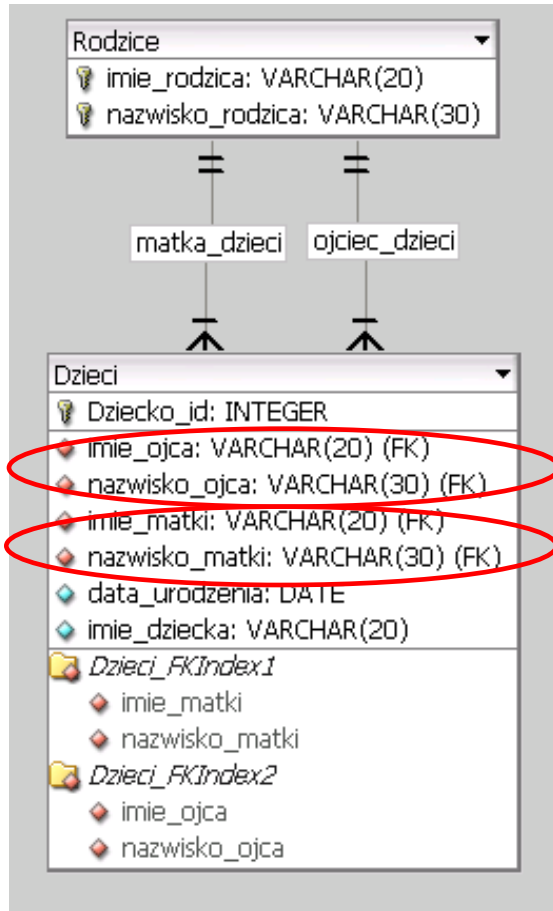 Rodzice
imie_rodzica: VARCHAR(20)
nazwisko_rodzica: VARCHAR(30)
matka_dzieci ojciec_dzieci
Dzieci
Dziecko_id: INTEGER
imie_ojca: VARCHAR(20) (FK)
nazwisko_ojca: VARCHAR(30) (FK)
imie_matki: VARCHAR(20) (FK)
nazwisko_matki: VARCHAR(30) (FK)
data_urodzenia: DATE
imie_dziecka: VARCHAR(20)
Dzieci_FKIndex1
imie_matki
nazwisko_matki
Dzieci_FKIndex2
imie_ojca
nazwisko_ojca